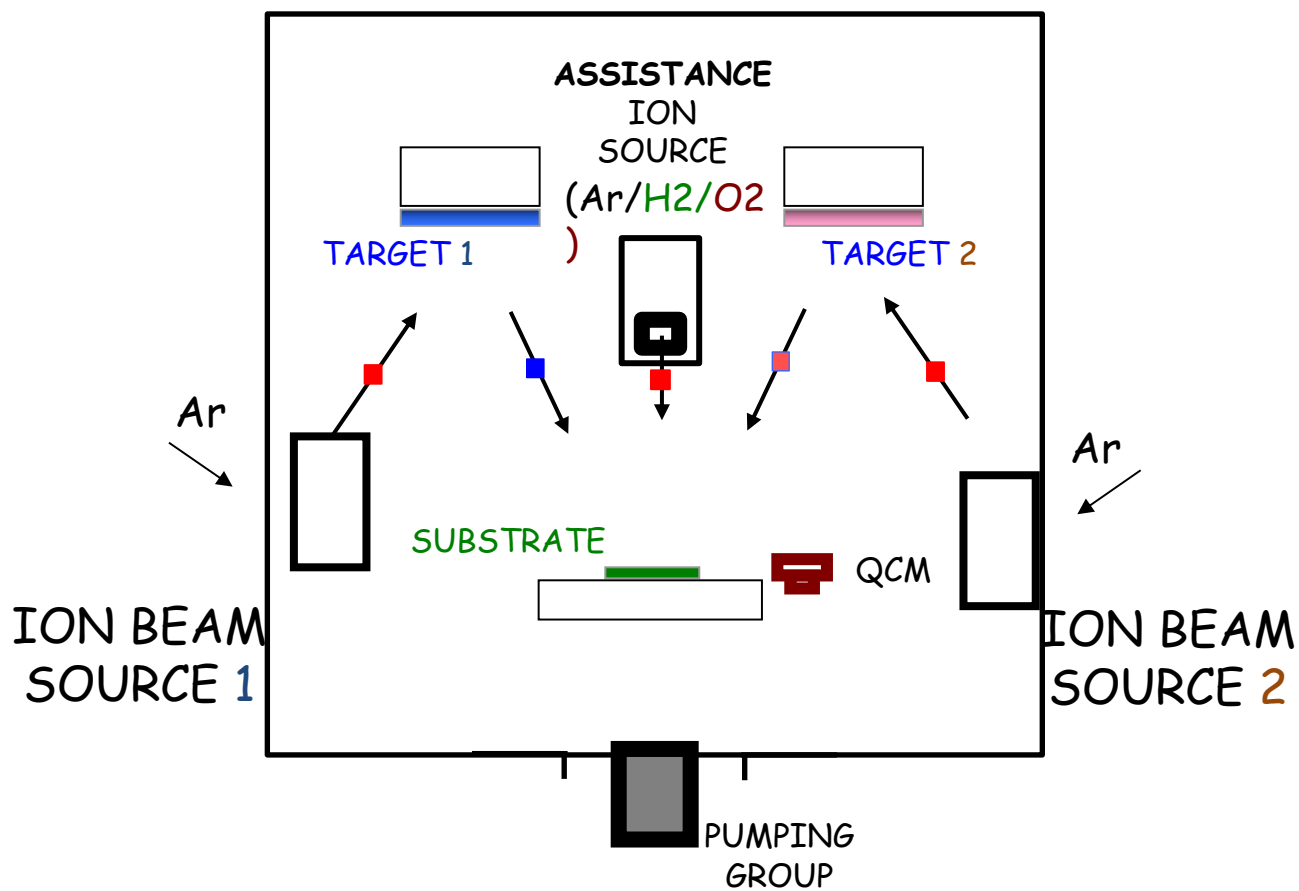 ASSISTANCE
ION
SOURCE
(Ar/H2/O2
)
TARGET 1
TARGET 2
Ar
Ar
SUBSTRATE
QCM
ION BEAM
SOURCE 1
ION BEAM
SOURCE 2
PUMPING
GROUP